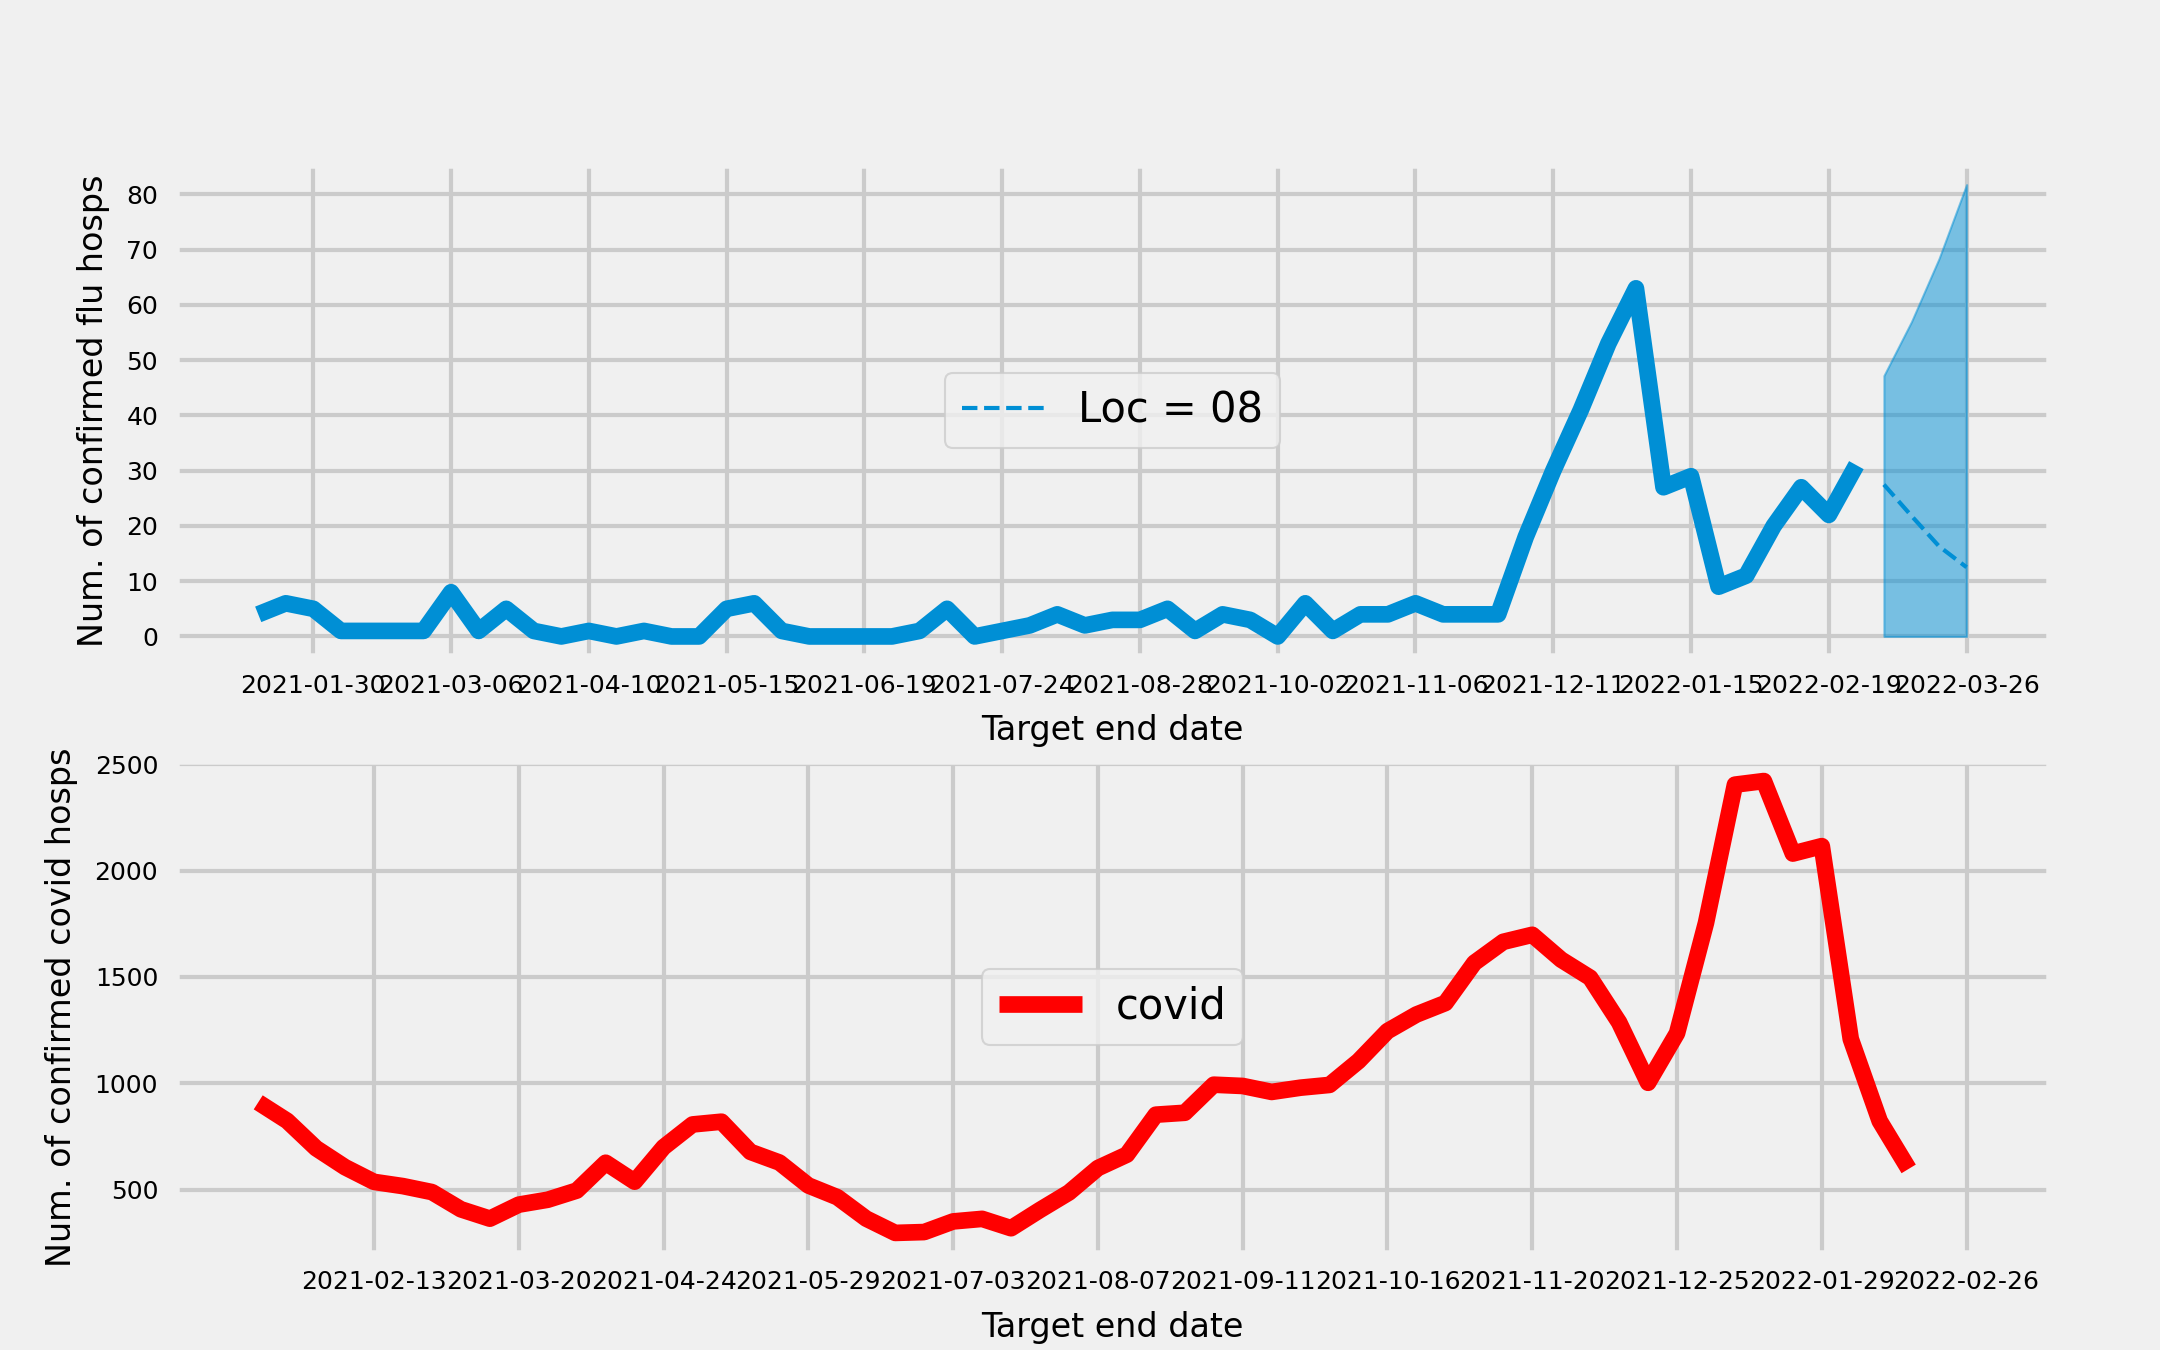 Num. of confirmed flu hosps
80
70
60
50
40
30
20
10
0
Loc = 08
2021-01-30 2021-03-06 2021-04-10 2021-05-15 2021-06-19 2021-07-24 2021-08-28 2021-10-02 2021-11-06 2021-12-11 2022-01-15 2022-02-19 2022-03-26
Target end date
Num. of confirmed covid hosps
2500
2000
1500
1000
500
covid
2021-02-13 2021-03-20 2021-04-24 2021-05-29 2021-07-03 2021-08-07 2021-09-11 2021-10-16 2021-11-20 2021-12-25 2022-01-29 2022-02-26
Target end date